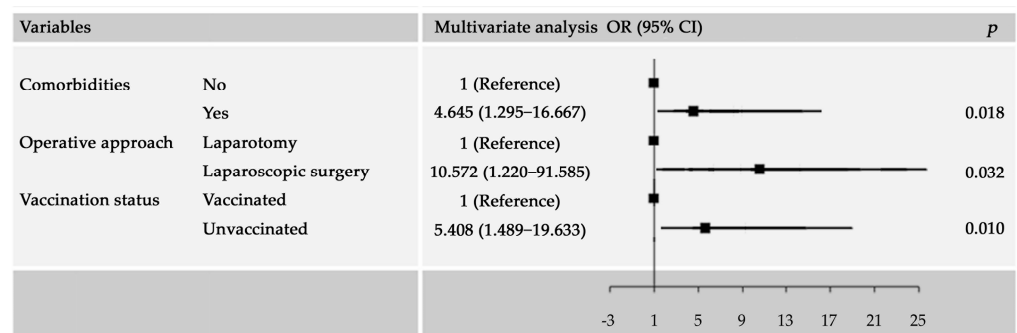 Variables Multivariate analysis OR (95% CI) p
Comorbidities No 1 (Reference)
Yes 4.645 (1.295–16.667) 0.018
Operative approach Laparotomy 1 (Reference)
Laparoscopic surgery 10.572 (1.220–91.585) 0.032
Vaccination status Vaccinated 1 (Reference)
Unvaccinated 5.408 (1.489–19.633) 0.010
-3 1 5 9 13 17 21 25